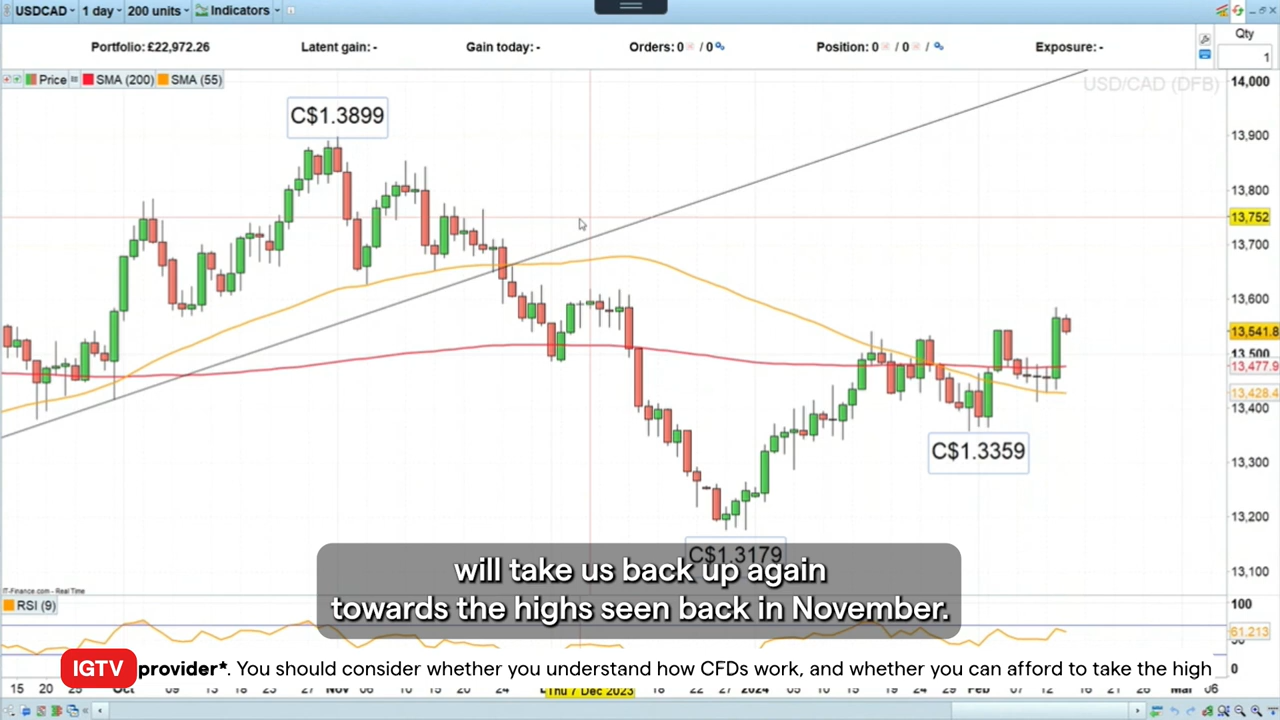 USDCAD 1 day 200 units Indicators
Portfolio: £22,972.26 Latent gain: - Gain today: - Orders: 0 / 0 Position: 0 / 0 / Exposure: - Qty
1
Price SMA (200) SMA (55)
USD/CAD (DFB)
14,000
C$1.3899
13,900
13,800
13,752
13,700
13,600
13,541.8
13,500
13,477.9
13,428.4
13,400
C$1.3359
13,300
13,200
C$1.3179
13,100
will take us back up again
towards the highs seen back in November.
IT-Finance.com - Real Time
RSI (9)
100
61.213
0
IGTV provider*. You should consider whether you understand how CFDs work, and whether you can afford to take the high
15 20 25 Oct 09 13 18 24 Nov 06 10 15 20 24 Thu 7 Dec 2023 18 22 2024 05 10 15 19 24 Feb 07 12 16 21 Mar 06